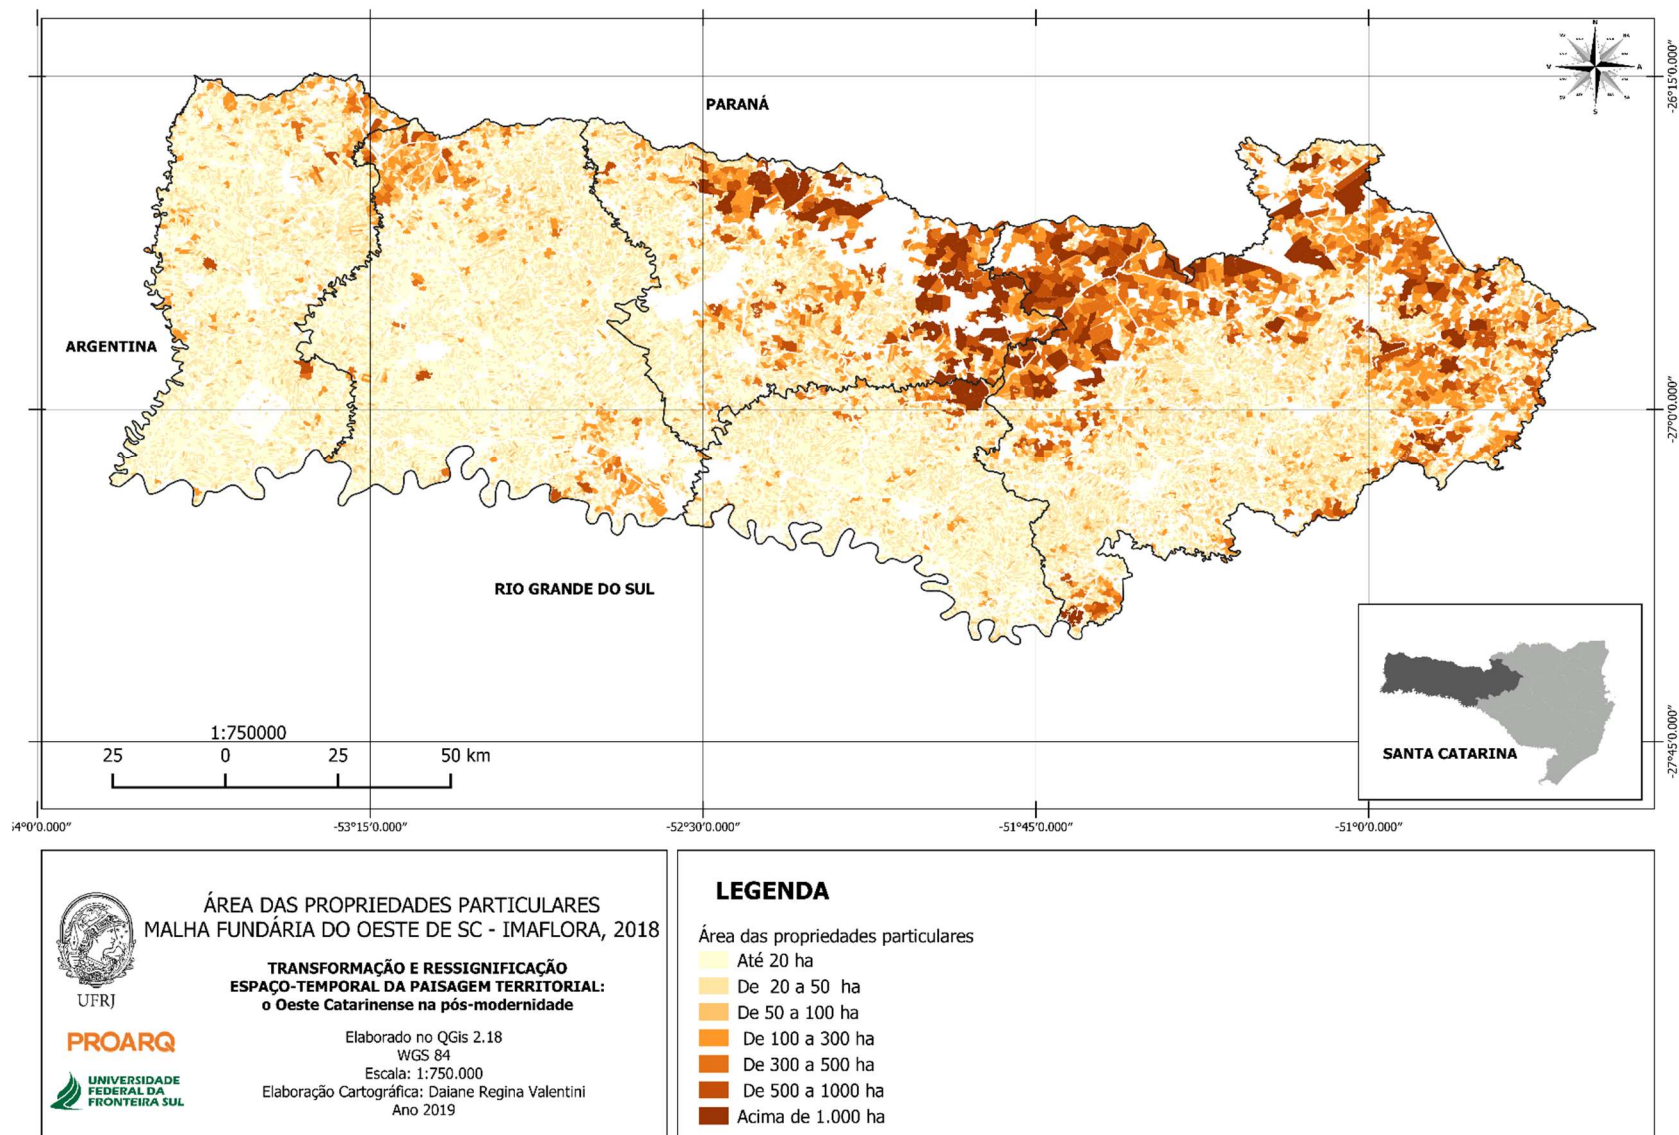 N
V
A
S
-26°15'0.000"
PARANÁ
ARGENTINA
-27°0'0.000"
RIO GRANDE DO SUL
1:750000
25 0 25 50 km
SANTA CATARINA
-27°45'0.000"
4°0'0.000"
-53°15'0.000"
-52°30'0.000"
-51°45'0.000"
-51°0'0.000"
UFRJ
PROARQ
UNIVERSIDADE
FEDERAL DA
FRONTEIRA SUL
ÁREA DAS PROPRIEDADES PARTICULARES
MALHA FUNDÁRIA DO OESTE DE SC - IMAFLORA, 2018
TRANSFORMAÇÃO E RESSIGNIFICAÇÃO
ESPAÇO-TEMPORAL DA PAISAGEM TERRITORIAL:
o Oeste Catarinense na pós-modernidade
Elaborado no QGis 2.18
WGS 84
Escala: 1:750.000
Elaboração Cartográfica: Daiane Regina Valentini
Ano 2019
LEGENDA
Área das propriedades particulares
Até 20 ha
De 20 a 50 ha
De 50 a 100 ha
De 100 a 300 ha
De 300 a 500 ha
De 500 a 1000 ha
Acima de 1.000 ha